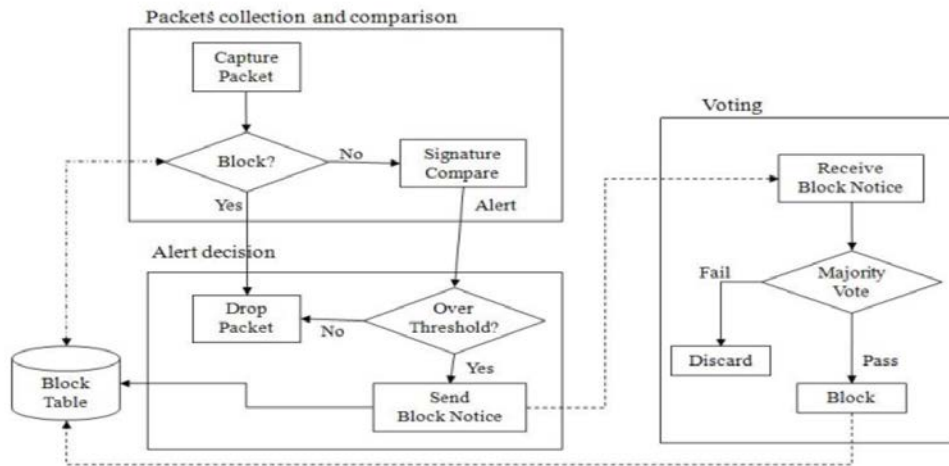 Packets' collection and comparison
Capture
Packet
Block?
No
Signature
Compare
Yes
Alert
Alert decision
Drop
Packet
No
Over
Threshold?
Yes
Send
Block Notice
Block
Table
Voting
Receive
Block Notice
Fail
Majority
Vote
Discard
Pass
Block